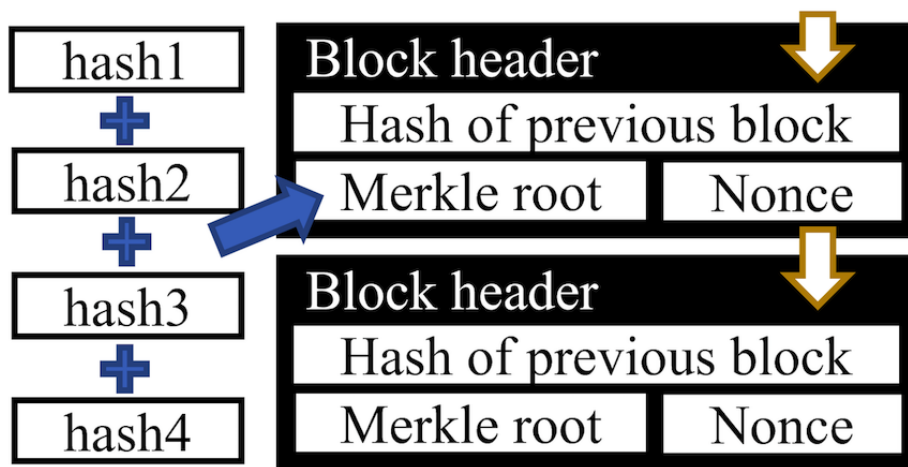 hash1
hash2
hash3
hash4
Block header
Hash of previous block
Merkle root
Nonce
Block header
Hash of previous block
Merkle root
Nonce